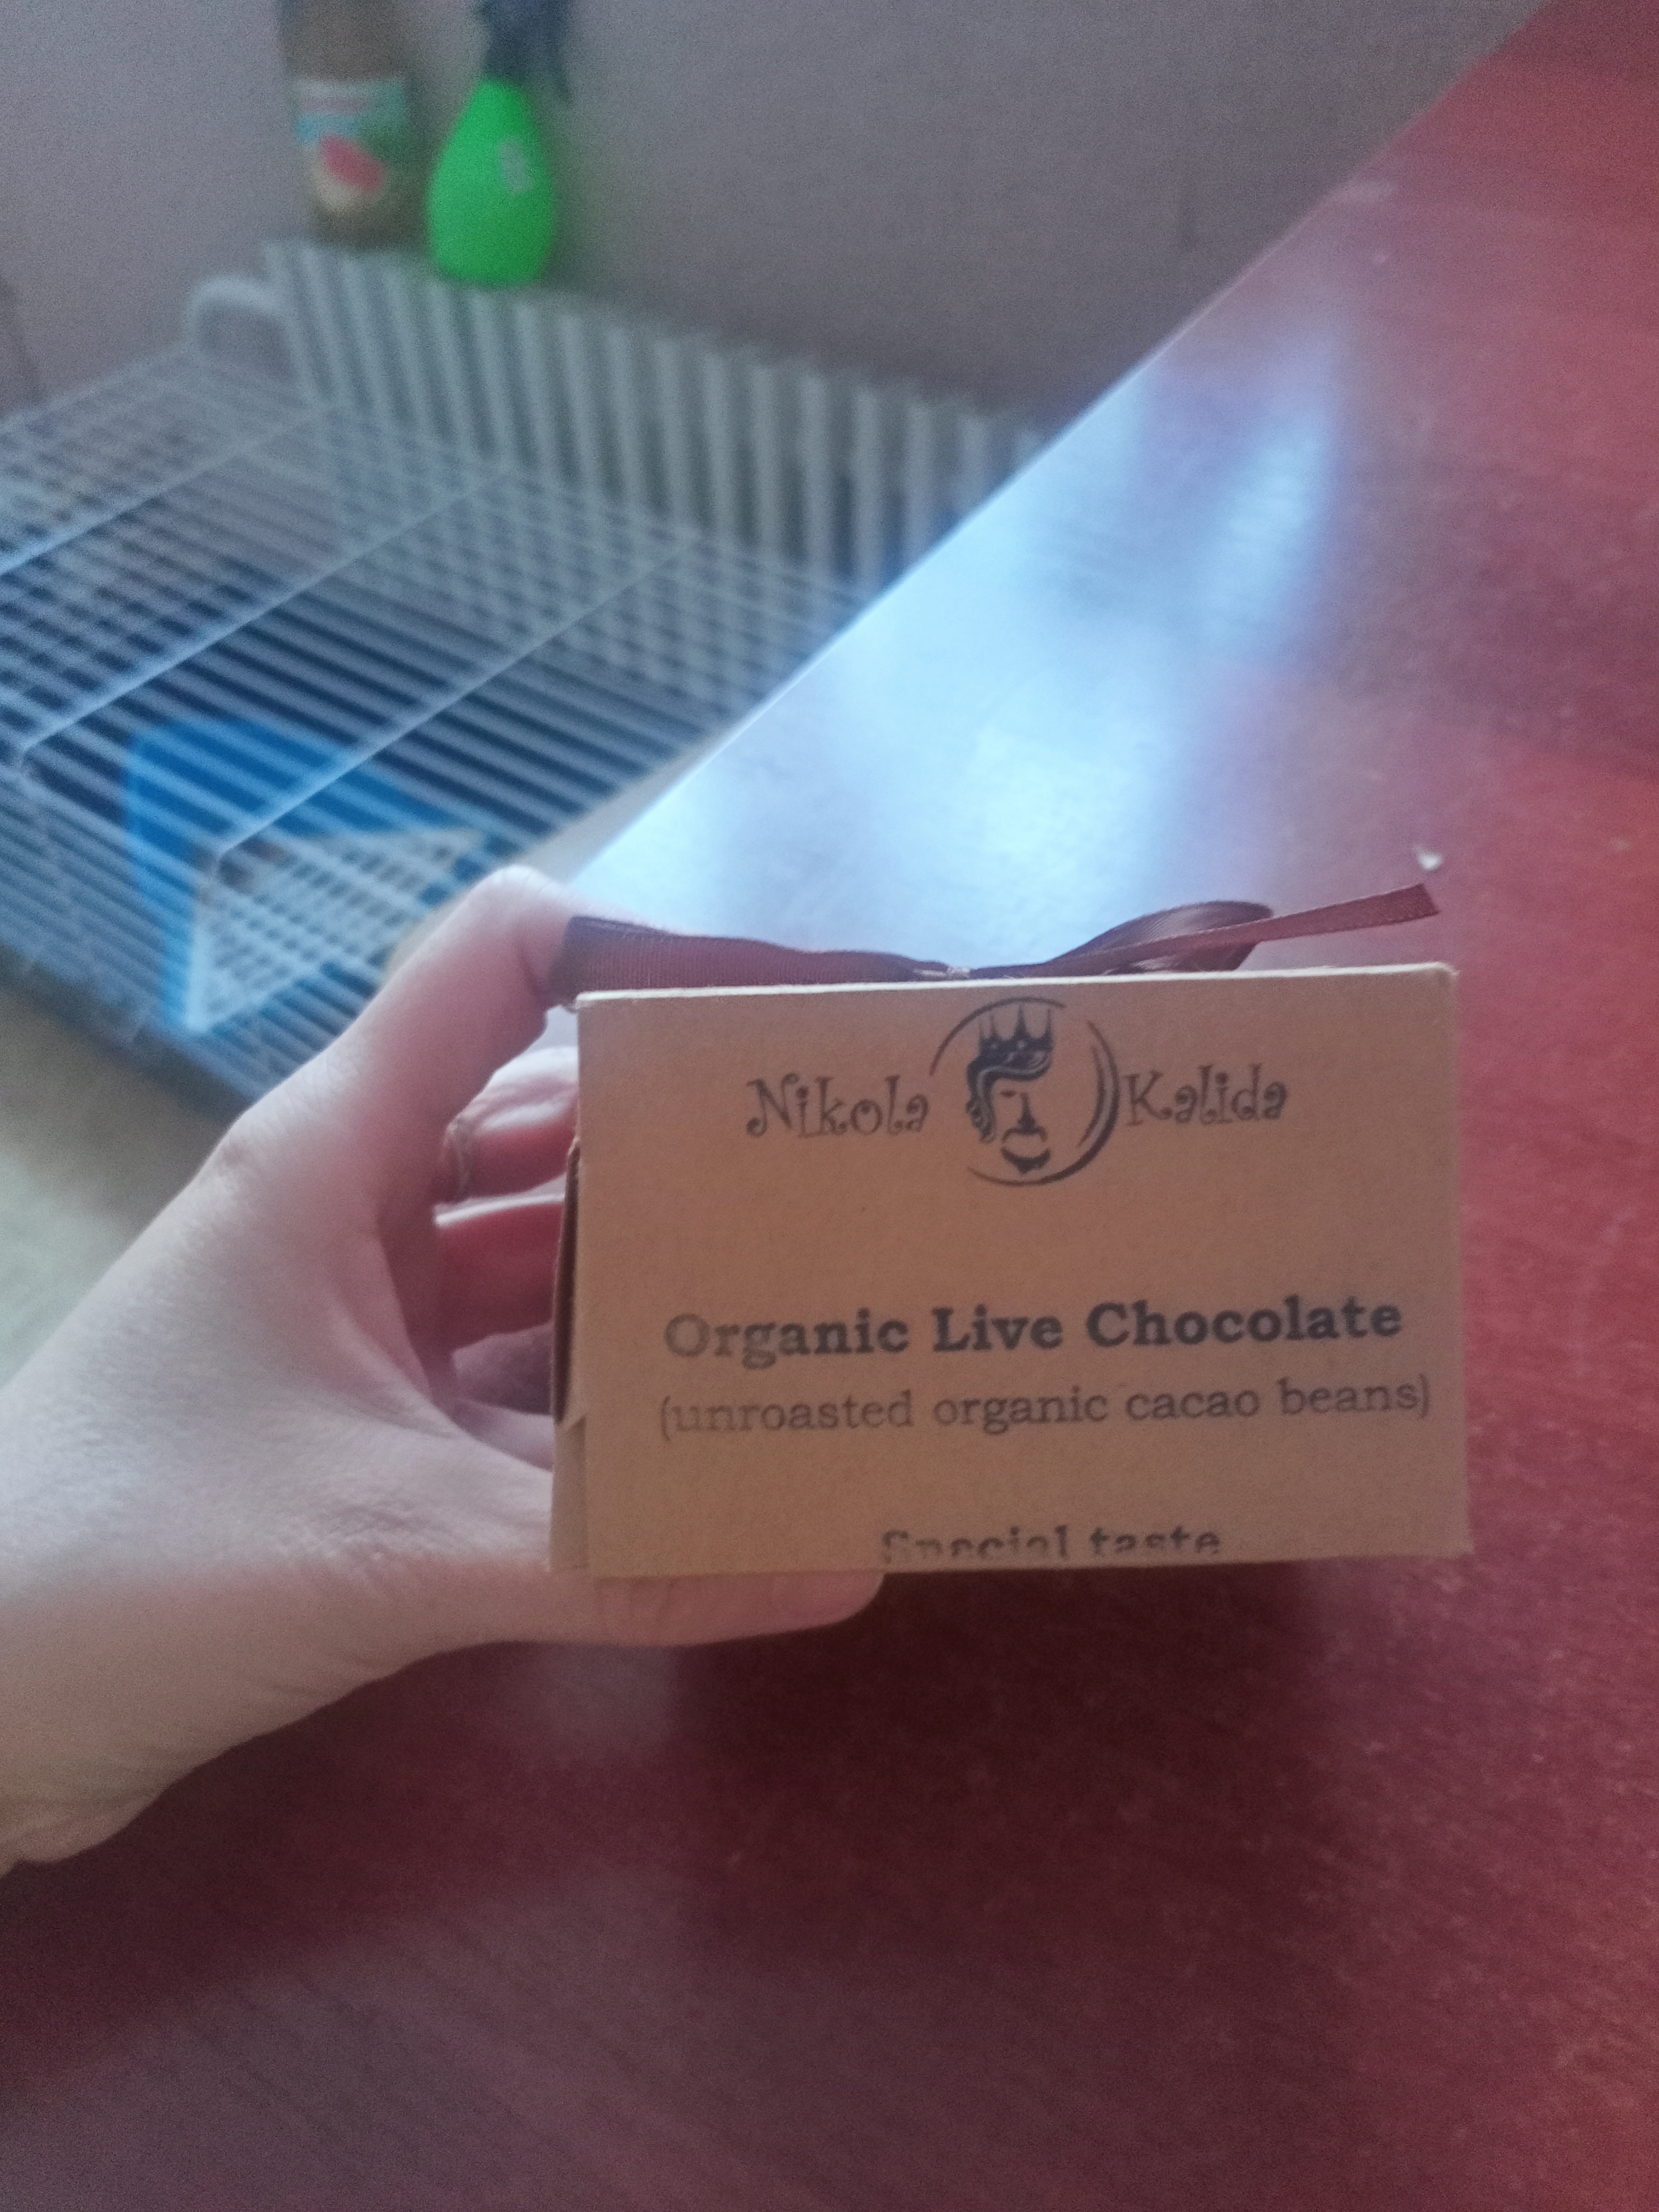 Nikola Kalida
Organic Live Chocolate
(unroasted organic cacao beans)
Special taste